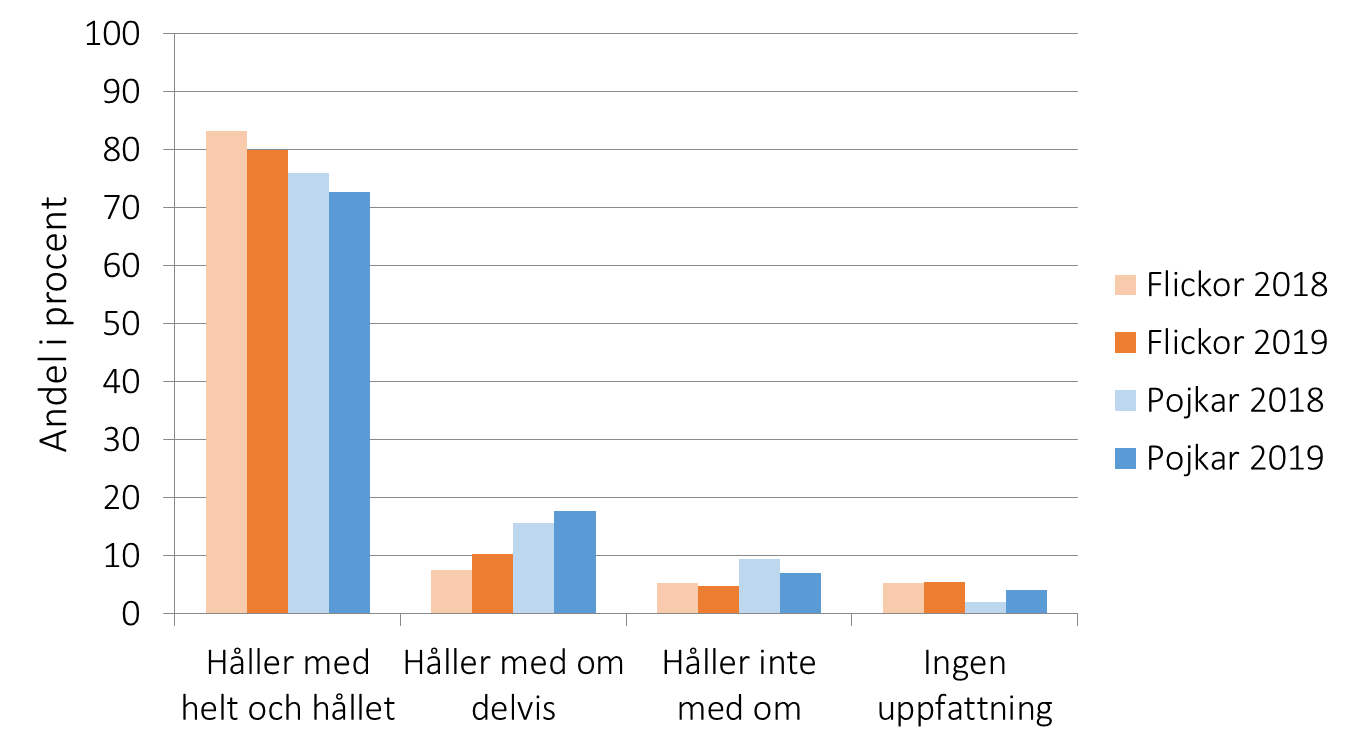 100
90
80
70
60
50
40
30
20
10
0
Andel i procent
Håller med
helt och hållet
Håller med om
delvis
Håller inte
med om
Ingen
uppfattning
Flickor 2018
Flickor 2019
Pojkar 2018
Pojkar 2019